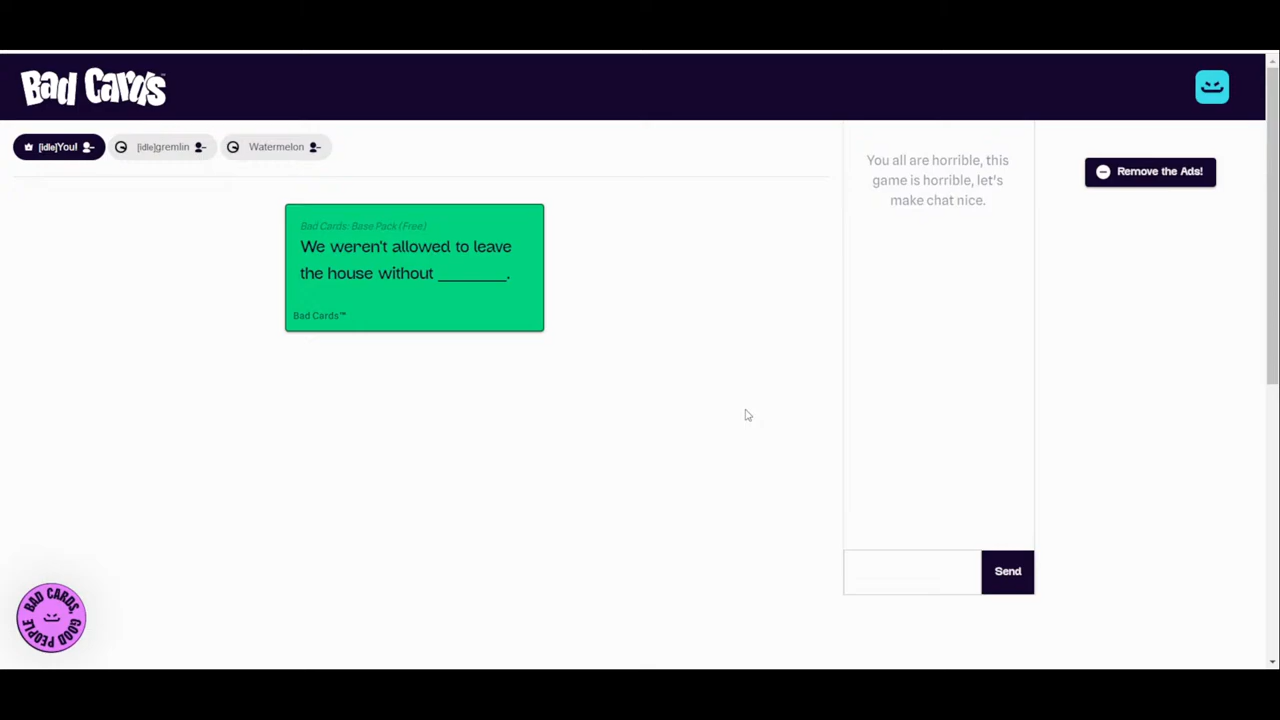 Bad Cards™
[idle]You!
[idle]gremlin
Watermelon
Bad Cards: Base Pack (Free)
We weren't allowed to leave
the house without ________.
Bad Cards™
You all are horrible, this
game is horrible, let's
make chat nice.
Send
Remove the Ads!
BAD CARDS,
GOOD PEOPLE